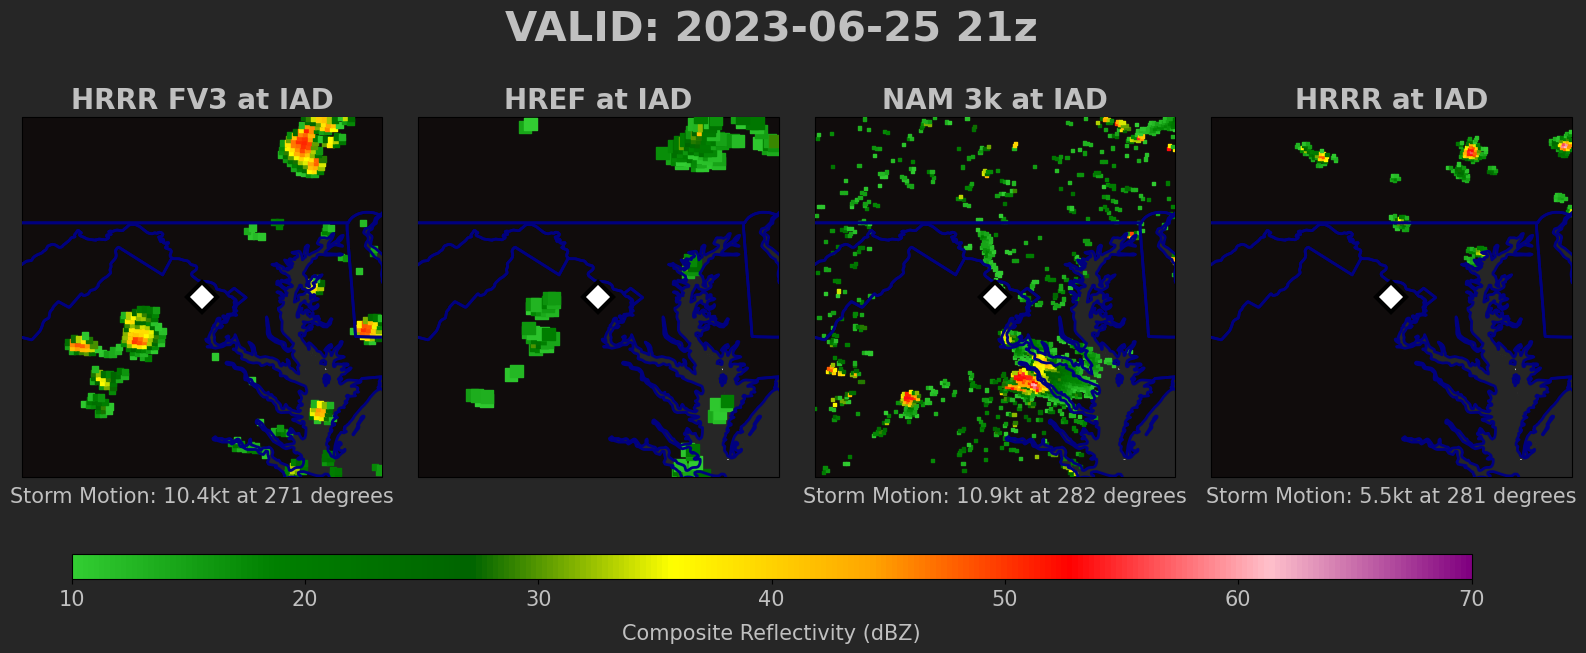 VALID: 2023-06-25 21z
HRRR FV3 at IAD
HREF at IAD
NAM 3k at IAD
HRRR at IAD
Storm Motion: 10.4kt at 271 degrees
Storm Motion: 10.9kt at 282 degrees
Storm Motion: 5.5kt at 281 degrees
10 20 30 40 50 60 70
Composite Reflectivity (dBZ)